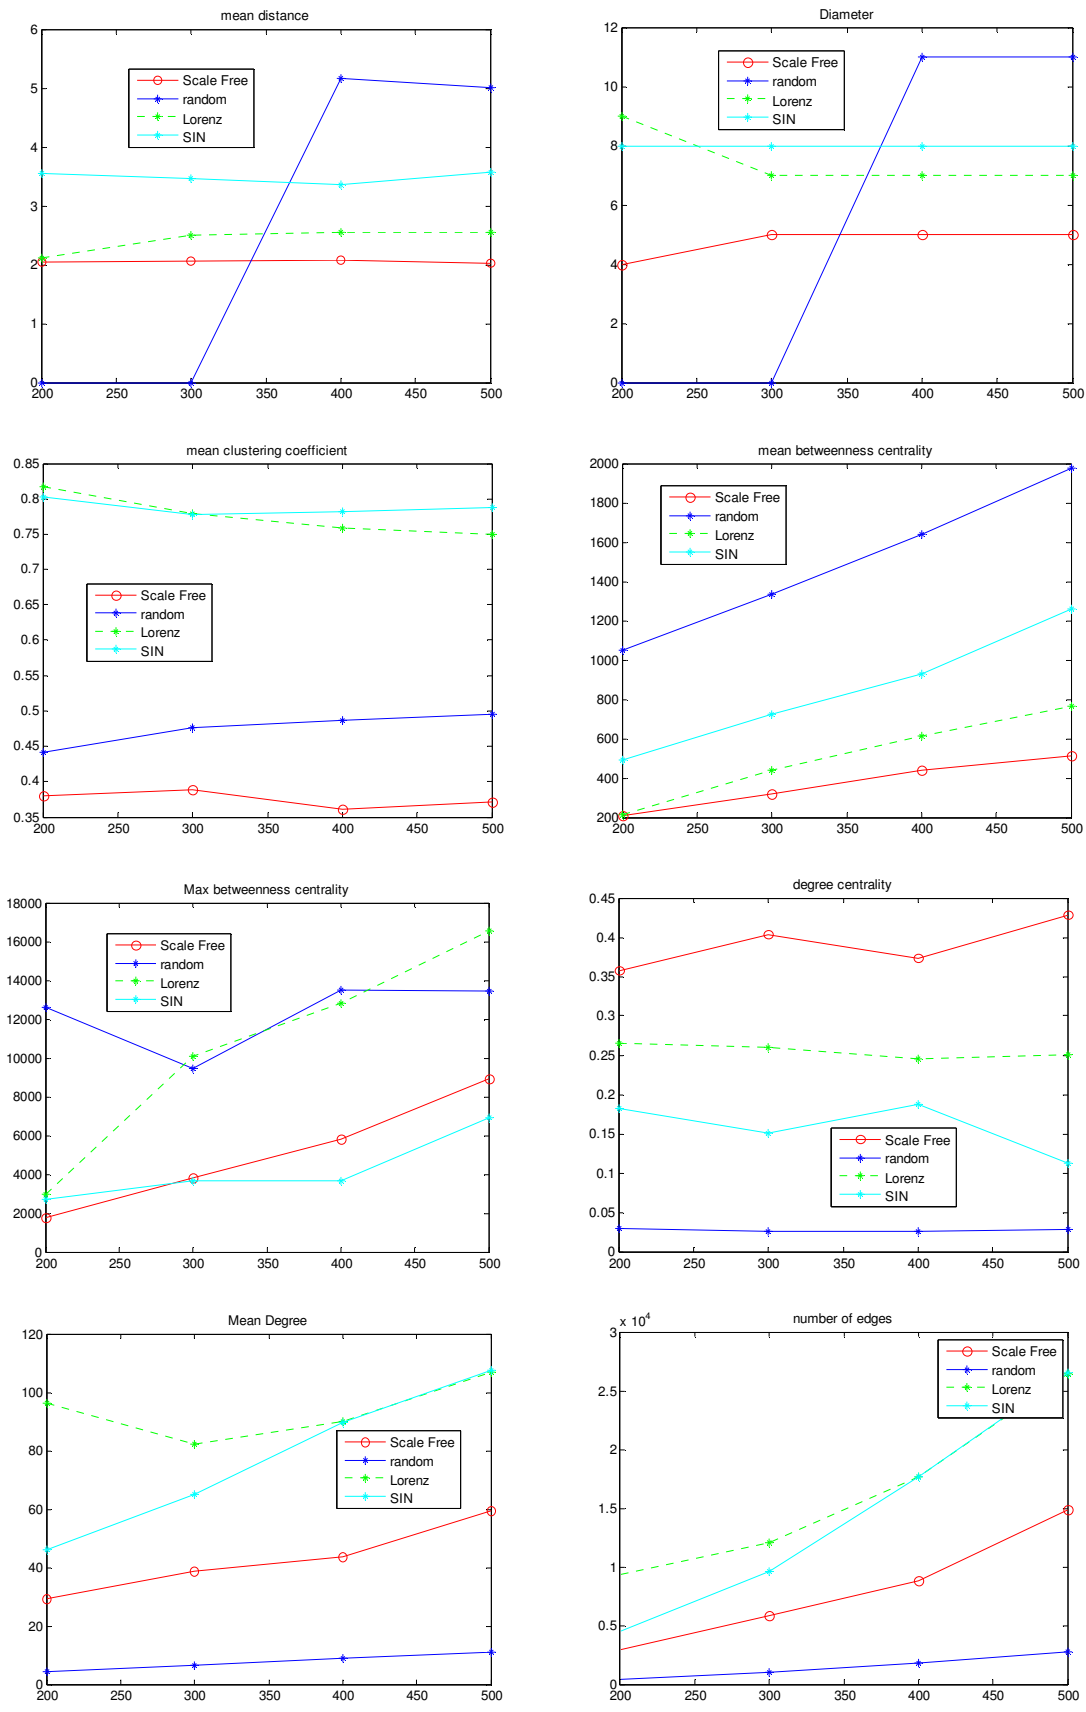 mean distance
6
5
4
3
2
1
0
200 250 300 350 400 450 500
Scale Free
random
Lorenz
SIN
Diameter
12
10
8
6
4
2
0
200 250 300 350 400 450 500
Scale Free
random
Lorenz
SIN
mean clustering coefficient
0.85
0.8
0.75
0.7
0.65
0.6
0.55
0.5
0.45
0.4
0.35
200 250 300 350 400 450 500
Scale Free
random
Lorenz
SIN
mean betweenness centrality
2000
1800
1600
1400
1200
1000
800
600
400
200
200 250 300 350 400 450 500
Scale Free
random
Lorenz
SIN
Max betweenness centrality
18000
16000
14000
12000
10000
8000
6000
4000
2000
0
200 250 300 350 400 450 500
Scale Free
random
Lorenz
SIN
degree centrality
0.45
0.4
0.35
0.3
0.25
0.2
0.15
0.1
0.05
0
200 250 300 350 400 450 500
Scale Free
random
Lorenz
SIN
Mean Degree
120
100
80
60
40
20
0
200 250 300 350 400 450 500
Scale Free
random
Lorenz
SIN
number of edges
x 10^4
3
2.5
2
1.5
1
0.5
0
200 250 300 350 400 450 500
Scale Free
random
Lorenz
SIN